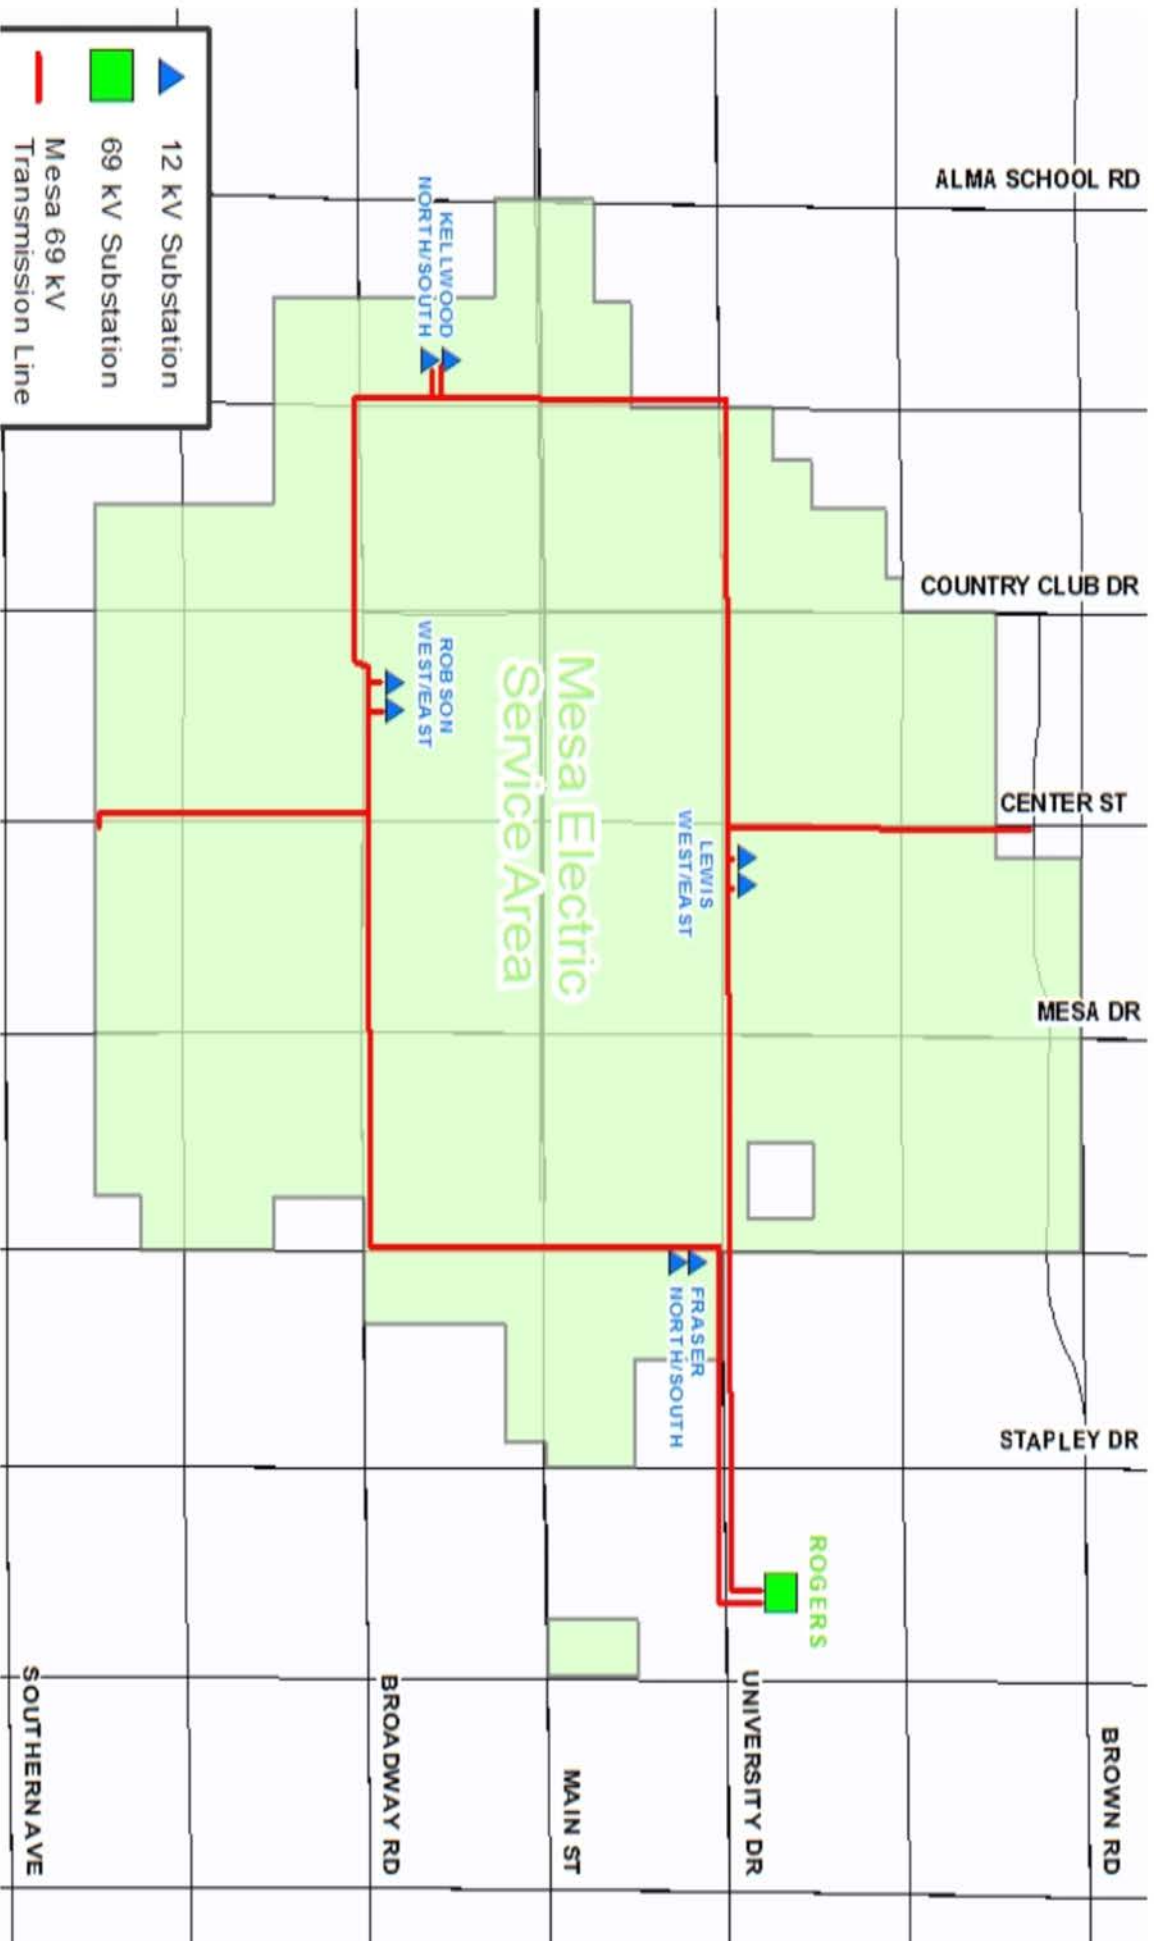 ALMA SCHOOL RD
COUNTRY CLUB DR
CENTER ST
MESA DR
STAPLEY DR
BROWN RD
UNIVERSITY DR
MAIN ST
BROADWAY RD
SOUTHERN AVE
ROGERS
LEWIS
WEST/EAST
FRASER
NORTH/SOUTH
Mesa Electric
Service Area
KELLWOOD
NORTH/SOUTH
ROBSON
WEST/EAST
12 kV Substation
69 kV Substation
Mesa 69 kV
Transmission Line